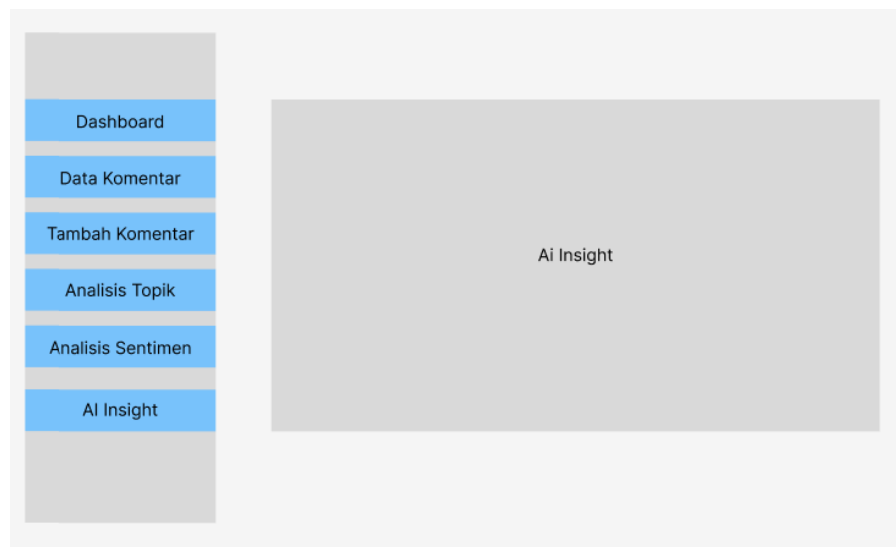 Dashboard
Data Komentar
Tambah Komentar
Analisis Topik
Analisis Sentimen
AI Insight
Ai Insight